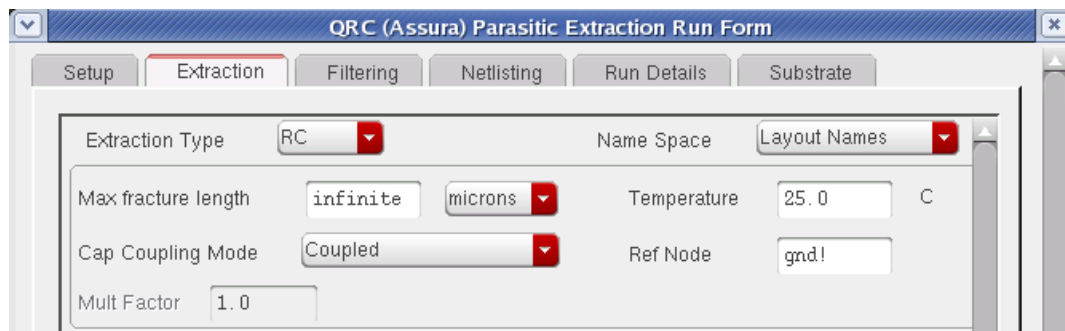 QRC (Assura) Parasitic Extraction Run Form
Setup Extraction Filtering Netlisting Run Details Substrate
Extraction Type RC Name Space Layout Names
Max fracture length infinite microns Temperature 25.0 C
Cap Coupling Mode Coupled Ref Node gnd!
Mult Factor 1.0